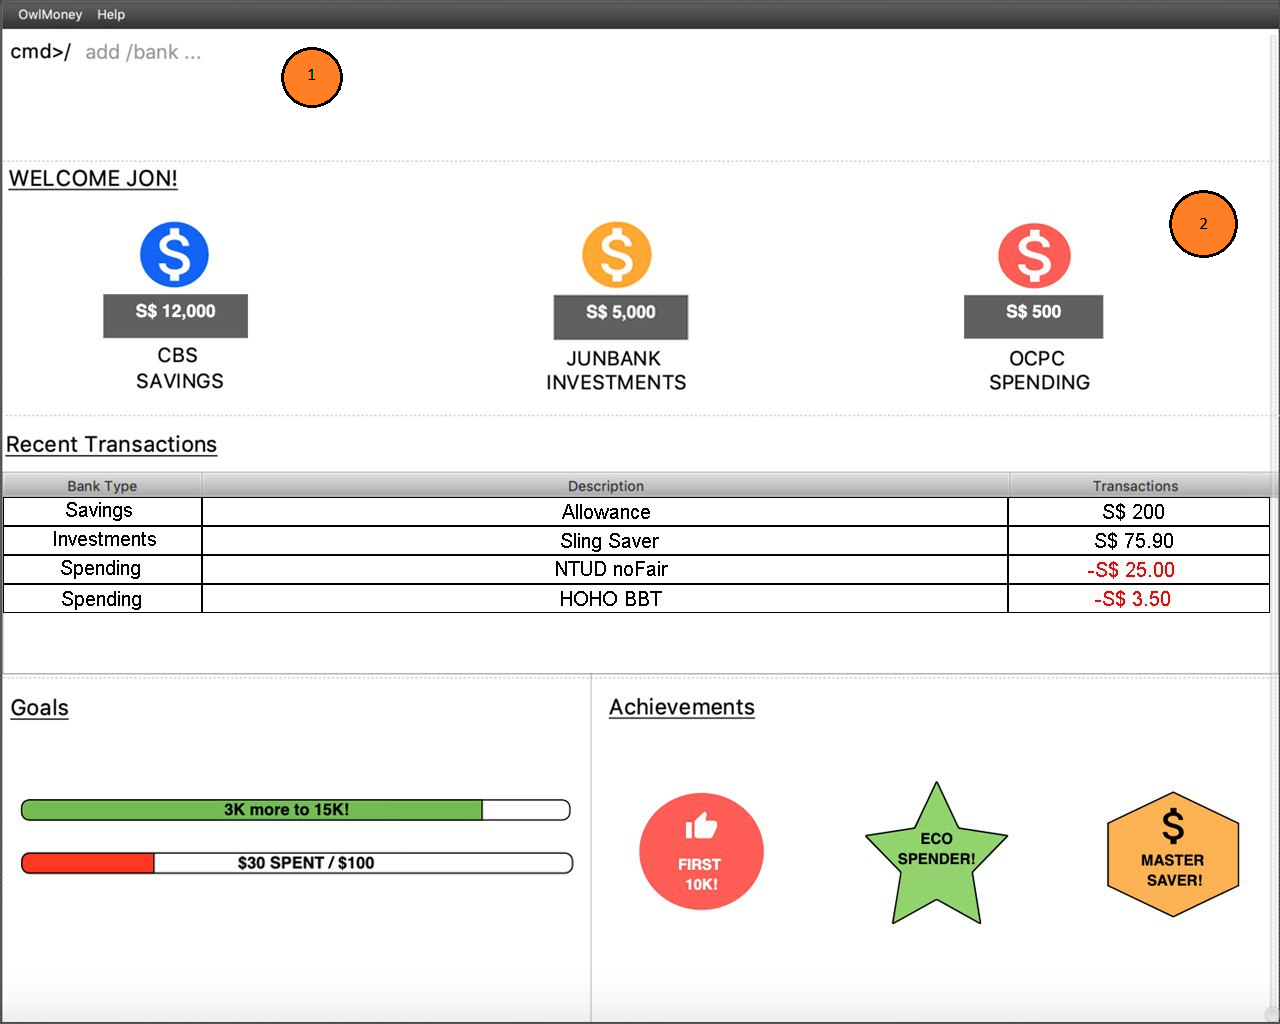 OwlMoney Help
cmd>/ add /bank ...
1
WELCOME JON!
2
$ $ $
S$ 12,000 S$ 5,000 S$ 500
CBS JUNBANK OCPC
SAVINGS INVESTMENTS SPENDING
Recent Transactions
Bank Type Description Transactions
Savings Allowance S$ 200
Investments Sling Saver S$ 75.90
Spending NTUD noFair -S$ 25.00
Spending HOHO BBT -S$ 3.50
Goals
3K more to 15K!
$30 SPENT / $100
Achievements
FIRST
10K!
ECO
SPENDER!
$
MASTER
SAVER!